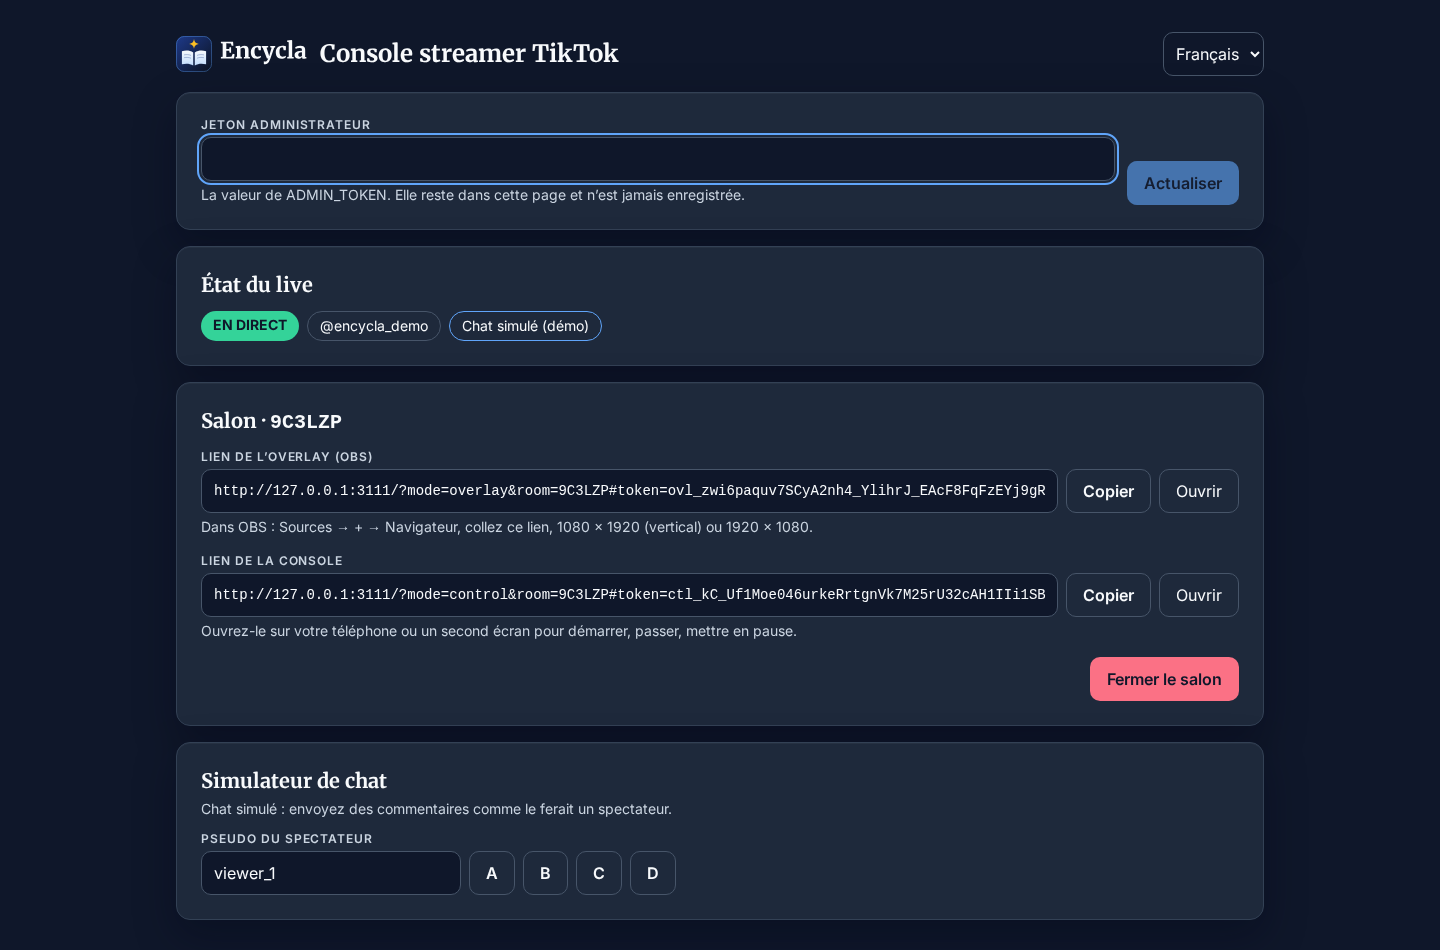 Encycla Console streamer TikTok
Français
JETON ADMINISTRATEUR
Actualiser
La valeur de ADMIN_TOKEN. Elle reste dans cette page et n’est jamais enregistrée.
État du live
EN DIRECT @encycla_demo Chat simulé (démo)
Salon · 9C3LZP
LIEN DE L’OVERLAY (OBS)
http://127.0.0.1:3111/?mode=overlay&room=9C3LZP#token=ovl_zwi6paquv7SCyA2nh4_YlihrJ_EAcF8FqFzEYj9gR Copier Ouvrir
Dans OBS : Sources → + → Navigateur, collez ce lien, 1080 × 1920 (vertical) ou 1920 × 1080.
LIEN DE LA CONSOLE
http://127.0.0.1:3111/?mode=control&room=9C3LZP#token=ctl_kC_Uf1Moe046urkeRrtgnVk7M25rU32cAH1IIi1SB Copier Ouvrir
Ouvrez-le sur votre téléphone ou un second écran pour démarrer, passer, mettre en pause.
Fermer le salon
Simulateur de chat
Chat simulé : envoyez des commentaires comme le ferait un spectateur.
PSEUDO DU SPECTATEUR
viewer_1 A B C D